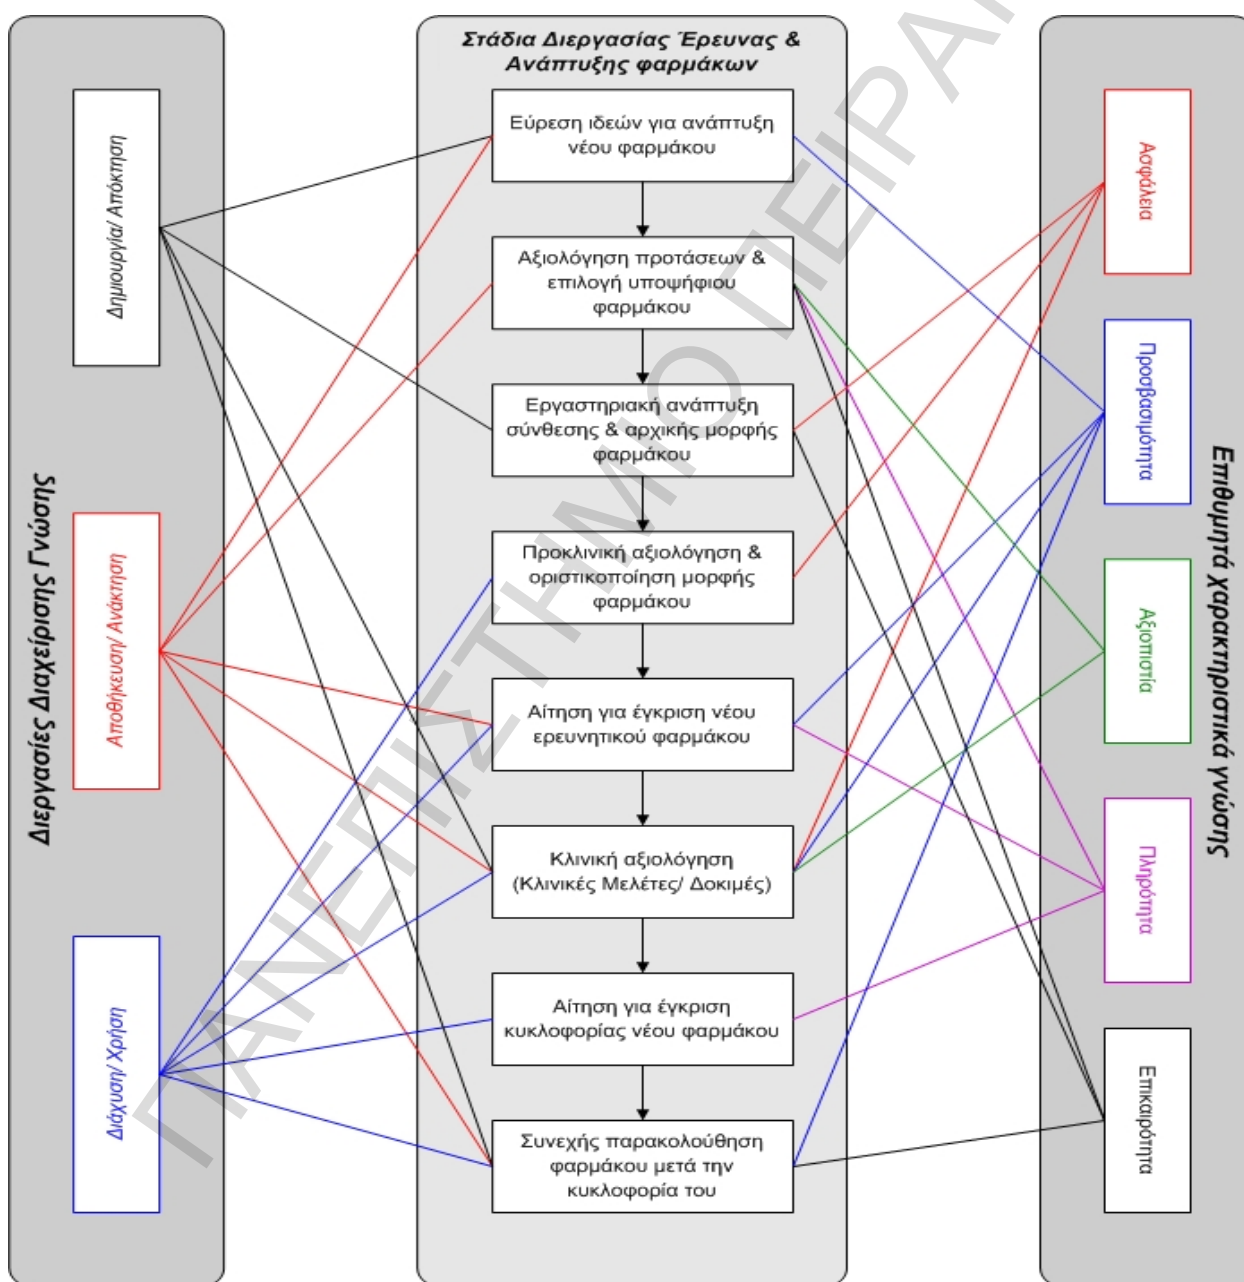 Στάδια Διεργασίας Έρευνας &
Ανάπτυξης φαρμάκων
Διεργασίες Διαχείρισης Γνώσης
Δημιουργία/ Απόκτηση
Αποθήκευση/ Ανάκτηση
Διάχυση/ Χρήση
Εύρεση ιδεών για ανάπτυξη
νέου φαρμάκου
Αξιολόγηση προτάσεων &
επιλογή υποψήφιου
φαρμάκου
Εργαστηριακή ανάπτυξη
σύνθεσης & αρχικής μορφής
φαρμάκου
Προκλινική αξιολόγηση &
οριστικοποίηση μορφής
φαρμάκου
Αίτηση για έγκριση νέου
ερευνητικού φαρμάκου
Κλινική αξιολόγηση
(Κλινικές Μελέτες/ Δοκιμές)
Αίτηση για έγκριση
κυκλοφορίας νέου φαρμάκου
Συνεχής παρακολούθηση
φαρμάκου μετά την
κυκλοφορία του
Επιθυμητά χαρακτηριστικά γνώσης
Ασφάλεια
Προσβασιμότητα
Αξιοπιστία
Πληρότητα
Επικαιρότητα
ΠΑΝΕΠΙΣΤΗΜΙΟ